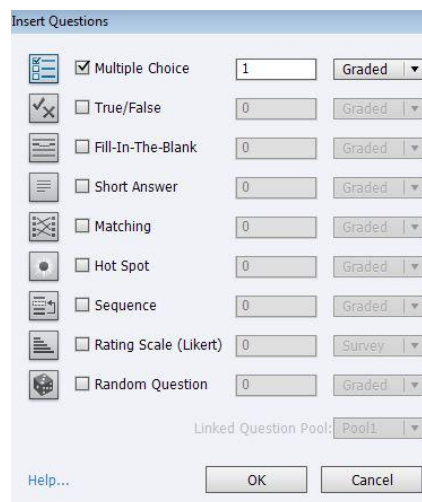 Insert Questions
Multiple Choice 1 Graded
True/False 0 Graded
Fill-In-The-Blank 0 Graded
Short Answer 0 Graded
Matching 0 Graded
Hot Spot 0 Graded
Sequence 0 Graded
Rating Scale (Likert) 0 Survey
Random Question 0 Graded
Linked Question Pool: Pool1
Help... OK Cancel